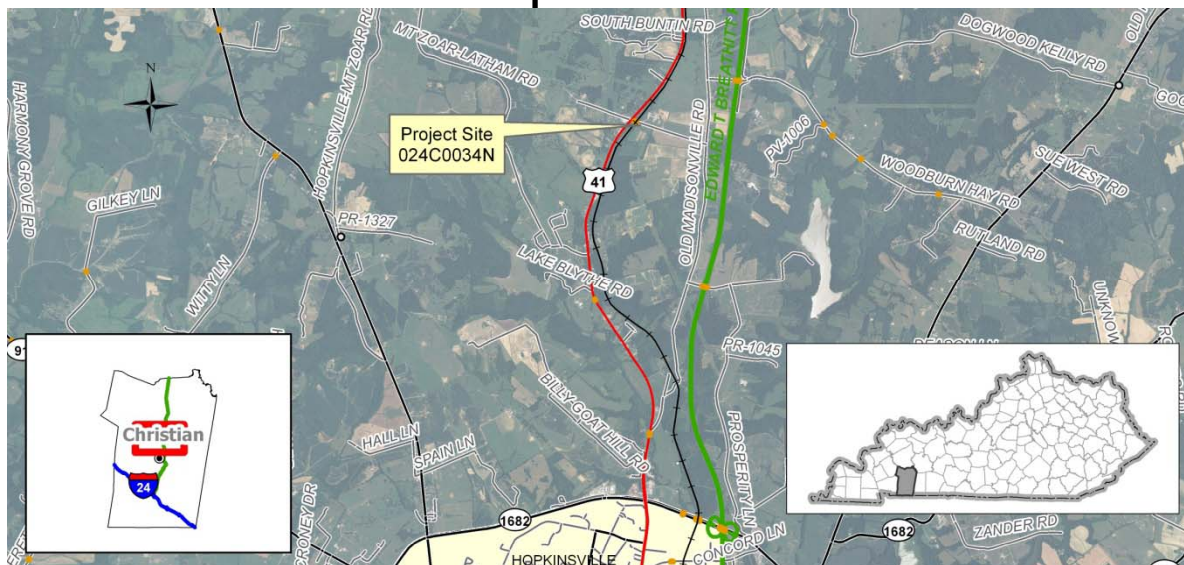 SOUTH BUNTIN RD
DOGWOOD KELLY RD
MT ZOAR-LATHAM RD
HOPKINSVILLE-MT ZOAR RD
HARMONY GROVE RD
Project Site
024C0034N
N
OLD MADISONVILLE RD
EDWARD T BREATHITT
PV-1006
WOODBURN HAY RD
SUE WEST RD
41
GILKEY LN
PR-1327
RUTLAND RD
WITTY LN
LAKE BLYTHE RD
91
PR-1045
BILLY GOAT HILL RD
PROSPERITY LN
Christian
24
HALL LN
SPAIN LN
1682
CONCORD LN
1682
ZANDER RD
HOPKINSVILLE